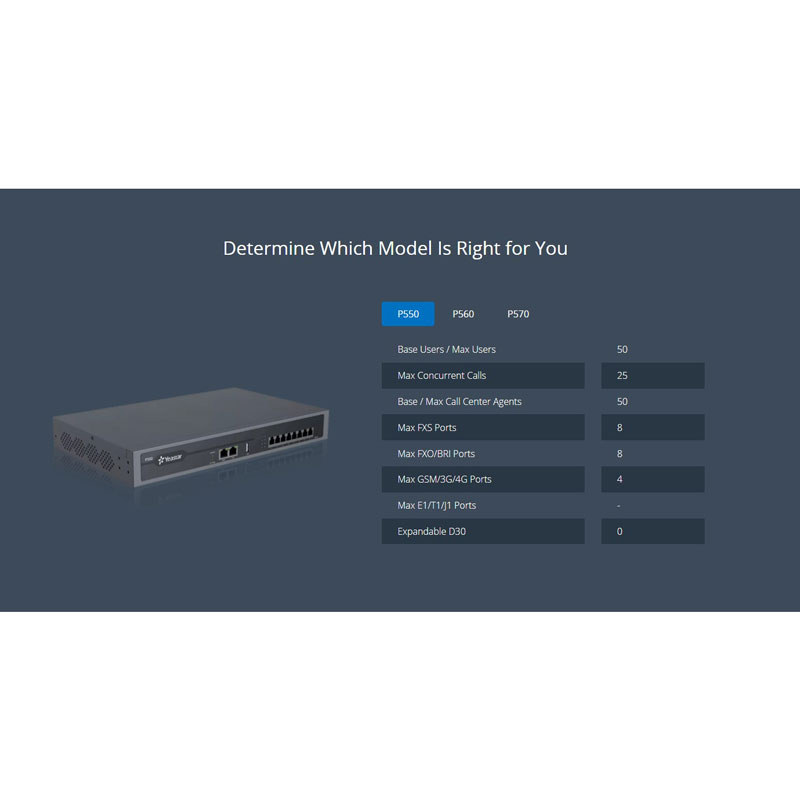 Determine Which Model Is Right for You
P550 P560 P570
Base Users / Max Users 50
Max Concurrent Calls 25
Base / Max Call Center Agents 50
Max FXS Ports 8
Max FXO/BRI Ports 8
Max GSM/3G/4G Ports 4
Max E1/T1/J1 Ports -
Expandable D30 0
Yeastar